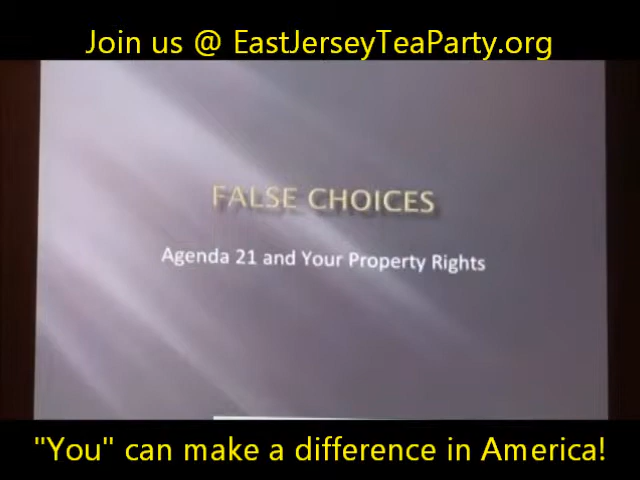 Join us @ EastJerseyTeaParty.org
FALSE CHOICES
Agenda 21 and Your Property Rights
"You" can make a difference in America!